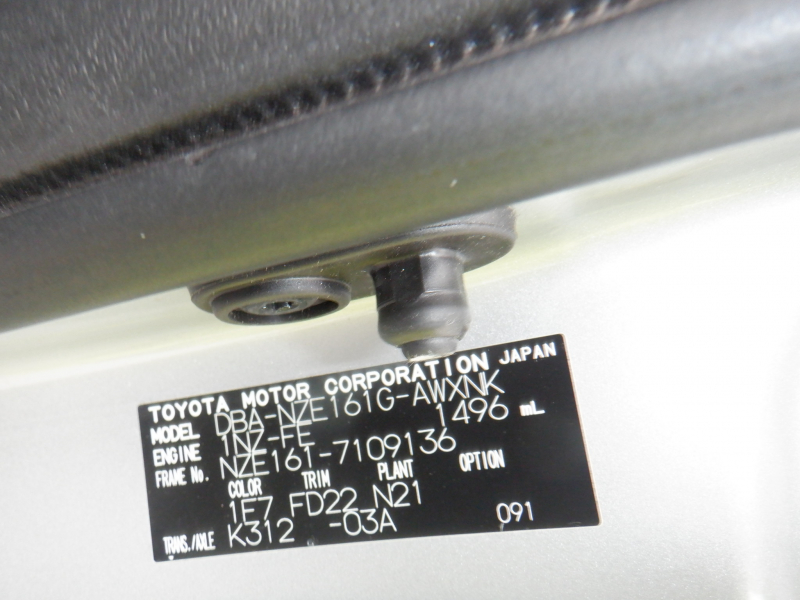 TOYOTA MOTOR CORPORATION JAPAN
MODEL DBA-NZE161G-AWXNK
ENGINE 1NZ-FE 1496 mL
FRAME No. NZE161-7109136
COLOR TRIM PLANT OPTION
1E7 FD22 N21
TRANS./AXLE K312 -03A 091